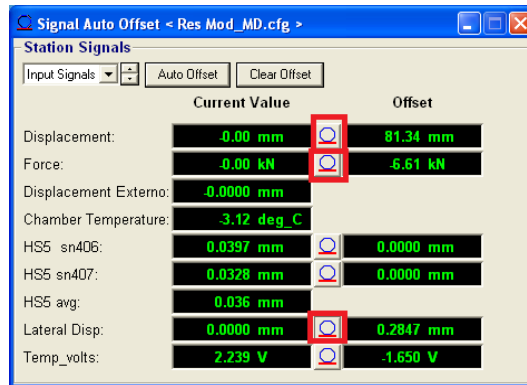 Signal Auto Offset < Res Mod_MD.cfg >
Station Signals
Input Signals Auto Offset Clear Offset
Current Value Offset
Displacement: -0.00 mm 81.34 mm
Force: -0.00 kN -6.61 kN
Displacement Externo: -0.0000 mm
Chamber Temperature: -3.12 deg_C
HS5 sn406: 0.0397 mm 0.0000 mm
HS5 sn407: 0.0328 mm 0.0000 mm
HS5 avg: 0.036 mm
Lateral Disp: 0.0000 mm 0.2847 mm
Temp_volts: 2.239 V -1.650 V